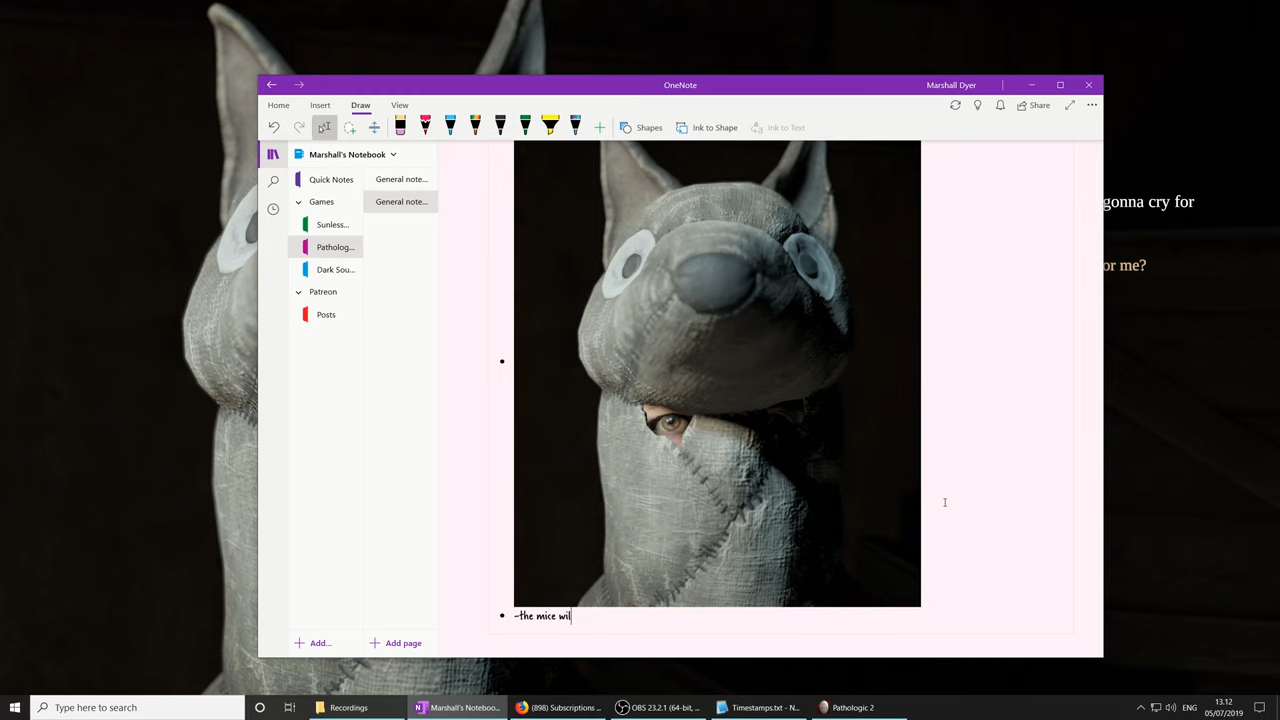 OneNote
Marshall Dyer
Home
Insert
Draw
View
Share
Shapes
Ink to Shape
Ink to Text
Marshall's Notebook
Quick Notes
General note...
Games
General note...
Sunless...
Patholog...
Dark Sou...
Patreon
Posts
gonna cry for
or me?
-the mice wil
Add...
Add page
Type here to search
Recordings
Marshall's Noteboo...
(898) Subscriptions ...
OBS 23.2.1 (64-bit, ...
Timestamps.txt - N...
Pathologic 2
ENG
13.12
05/07/2019